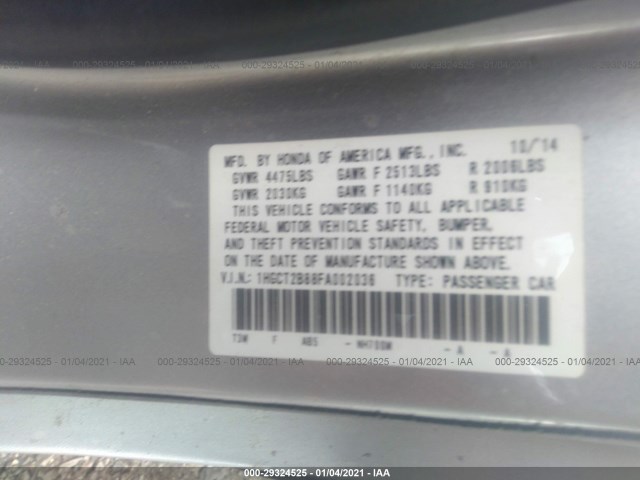 000-29324525 - 01/04/2021 - IAA
000-29324525 - 01/04/2021 - IAA
000-29324525 - 01/04/2021 - IAA
MFD. BY HONDA OF AMERICA MFG., INC. 10/'14
GVWR 4475LBS GAWR F 2513LBS R 2006LBS
GVWR 2030KG GAWR F 1140KG R 910KG
THIS VEHICLE CONFORMS TO ALL APPLICABLE
FEDERAL MOTOR VEHICLE SAFETY, BUMPER,
AND THEFT PREVENTION STANDARDS IN EFFECT
ON THE DATE OF MANUFACTURE SHOWN ABOVE.
V.I.N.: 1HGCT2B88FA002036 TYPE: PASSENGER CAR
T3W F AB5 - NH700M - A - A
000-29324525 - 01/04/2021 - IAA
000-29324525 - 01/04/2021 - IAA
000-29324525 - 01/04/2021 - IAA
000-29324525 - 01/04/2021 - IAA